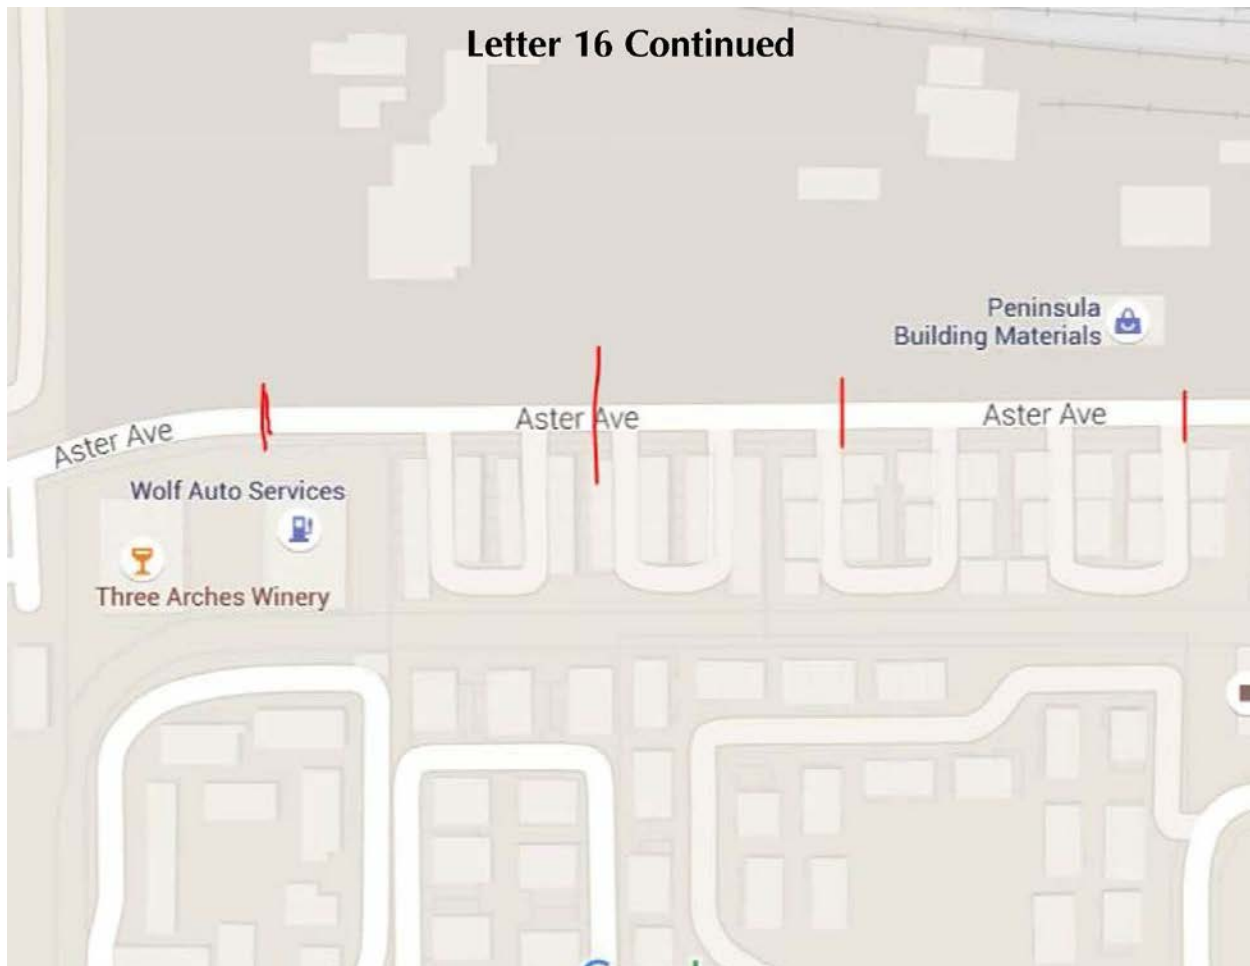 Letter 16 Continued
Peninsula
Building Materials
Aster Ave
Aster Ave
Aster Ave
Wolf Auto Services
Three Arches Winery